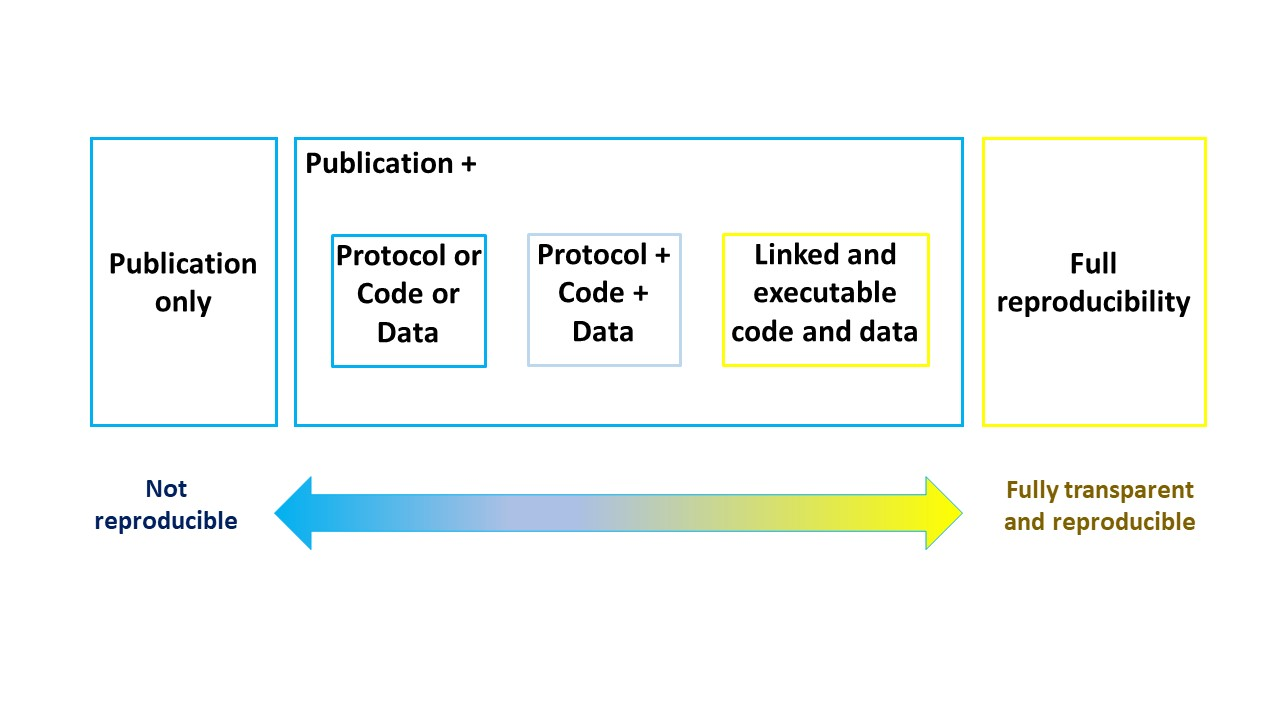 Publication
only
Publication +
Protocol or
Code or
Data
Protocol +
Code +
Data
Linked and
executable
code and data
Full
reproducibility
Not
reproducible
Fully transparent
and reproducible